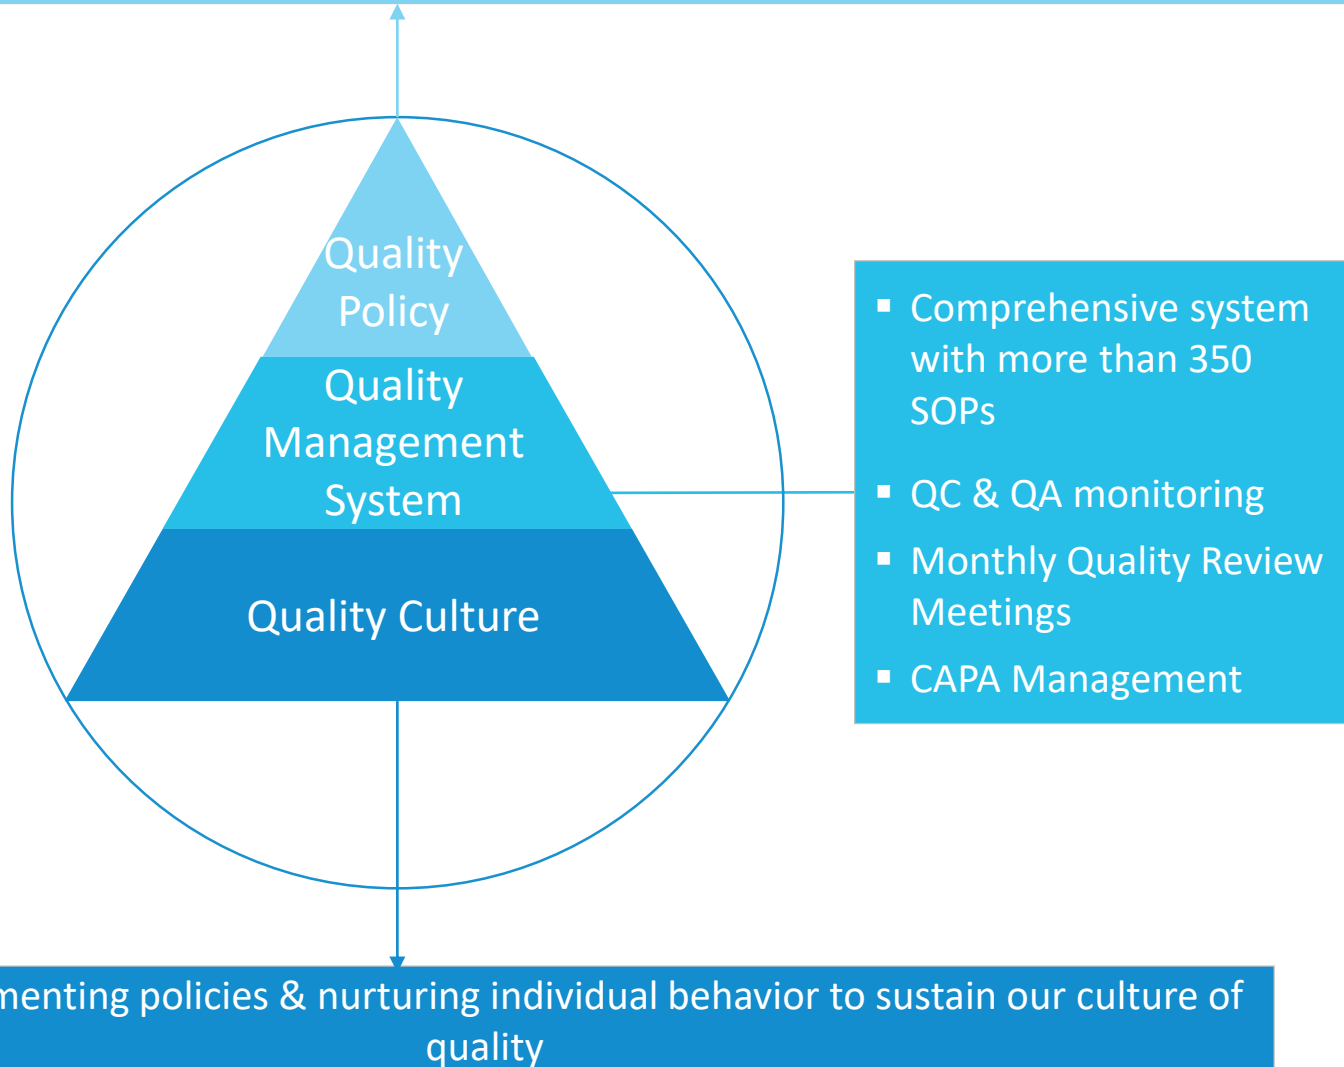 Quality
Policy
Quality
Management
System
Quality Culture
▪ Comprehensive system
with more than 350
SOPs
▪ QC & QA monitoring
▪ Monthly Quality Review
Meetings
▪ CAPA Management
menting policies & nurturing individual behavior to sustain our culture of
quality